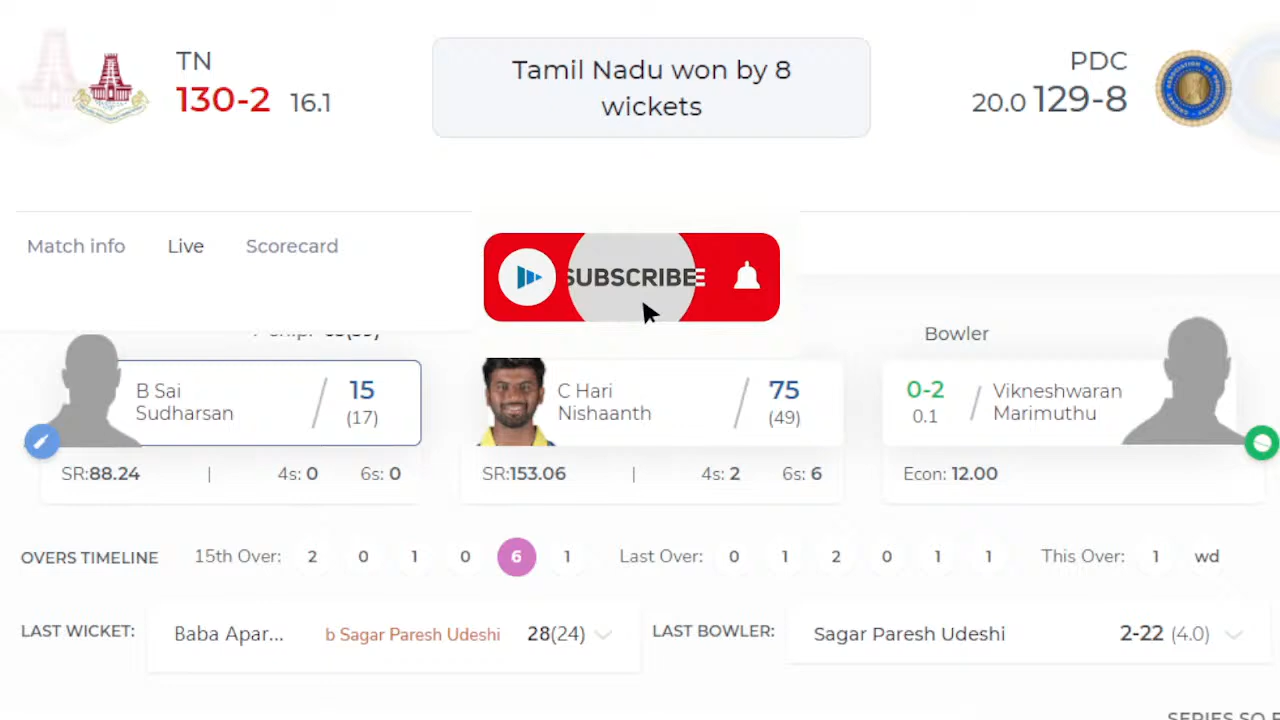 TN
130-2 16.1
Tamil Nadu won by 8
wickets
PDC
20.0 129-8
Match info Live Scorecard
SUBSCRIBE
B Sai
Sudharsan
15
(17)
SR:88.24 | 4s: 0 6s: 0
C Hari
Nishaanth
75
(49)
SR:153.06 | 4s: 2 6s: 6
Bowler
0-2
0.1
Vikneshwaran
Marimuthu
Econ: 12.00
OVERS TIMELINE 15th Over: 2 0 1 0 6 1 Last Over: 0 1 2 0 1 1 This Over: 1 wd
LAST WICKET: Baba Apar... b Sagar Paresh Udeshi 28(24)
LAST BOWLER: Sagar Paresh Udeshi 2-22 (4.0)